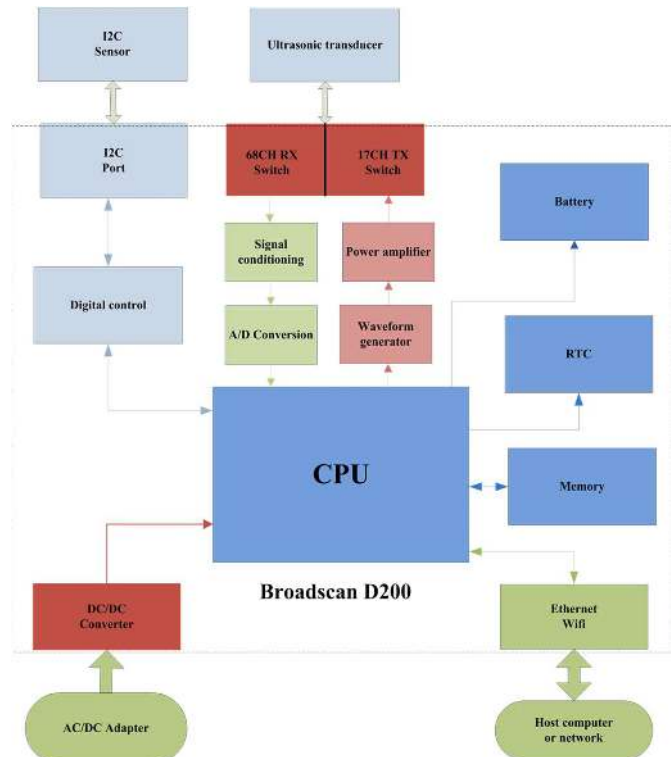 I2C
Sensor
Ultrasonic transducer
I2C
Port
68CH RX
Switch
17CH TX
Switch
Battery
Signal
conditioning
Power amplifier
Digital control
A/D Conversion
Waveform
generator
RTC
CPU
Memory
Broadscan D200
DC/DC
Converter
Ethernet
Wifi
AC/DC Adapter
Host computer
or network